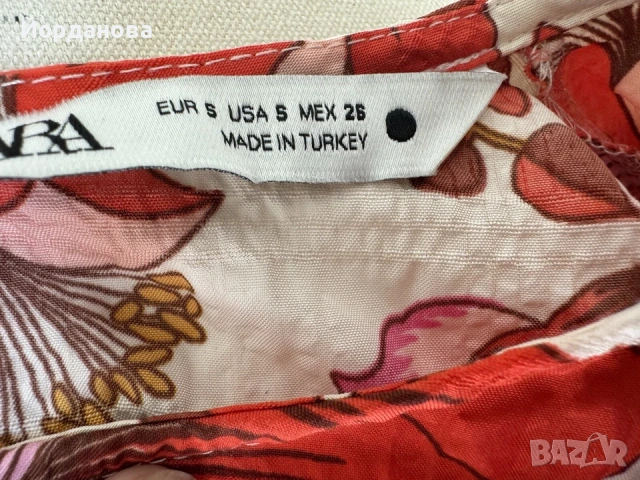 Йорданова
ARA
EUR S USA S MEX 26
MADE IN TURKEY
BAZAR